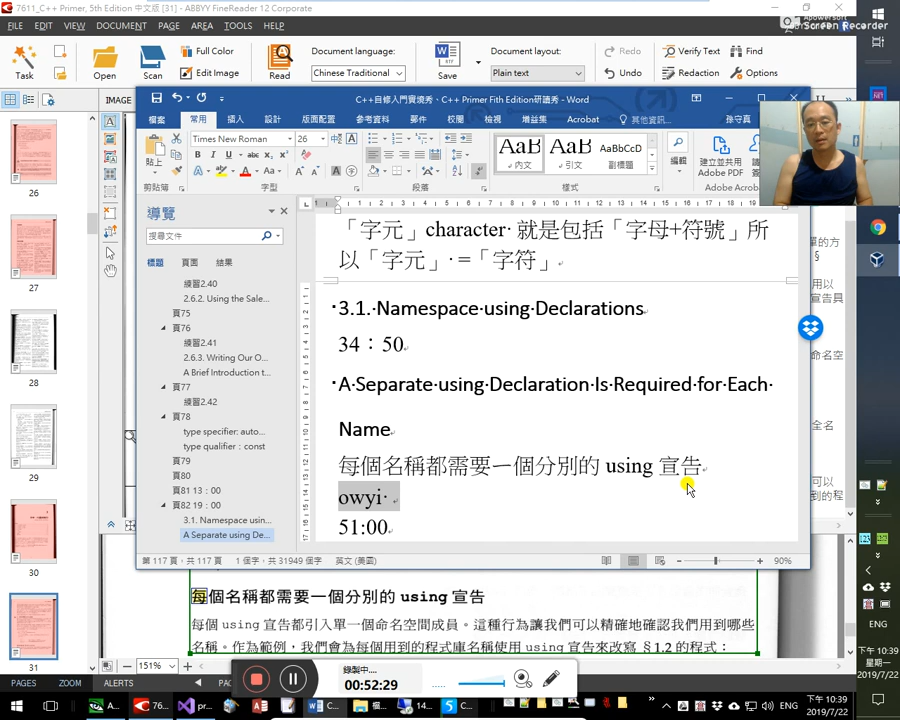 7611_C++ Primer, 5th Edition 中文版 [31] - ABBYY FineReader 12 Corporate
FILE EDIT VIEW DOCUMENT PAGE AREA TOOLS HELP
Apowersoft
Screen Recorder
Task Open Scan Full Color Edit Image Read
Document language:
Chinese Traditional
Save
Document layout:
Plain text
Redo Undo
Verify Text Find
Redaction Options
IMAGE
C++自修入門實境秀、C++ Primer Fith Edition研讀秀 - Word
檔案 常用 插入 設計 版面配置 參考資料 郵件 校閱 檢視 增益集 Acrobat 其他資... 孫守真
貼上
Times New Roman 26
AaB AaB AaBbCcD
內文 引文 副標題
編輯
建立並共用
Adobe PDF
剪貼簿 字型 段落 樣式 Adobe Acro
導覽
搜尋文件
標題 頁面 結果
練習2.40
2.6.2. Using the Sale...
頁75
頁76
練習2.41
2.6.3. Writing Our O...
A Brief Introduction t
頁77
練習2.42
頁78
type specifier: auto...
type qualifier：const
頁79
頁80
頁81 13：00
頁82 19：00
3.1. Namespace usin...
A Separate using De...
「字元」character· 就是包括「字母+符號」所
以「字元」·=「字符」
3.1.·Namespace·using·Declarations
34：50
A·Separate·using·Declaration·Is·Required·for·Each·
Name
每個名稱都需要一個分別的 using 宣告
owyi·
51:00
第 117 頁，共 117 頁 1 個字，共 31949 個字 英文 (美國) 90%
26
27
28
29
30
31
每個名稱都需要一個分別的 using 宣告
每個 using 宣告都引入單一個命名空間成員。這種行為讓我們可以精確地確認我們用到哪些
名稱。作為範例，我們會為每個用到的程式庫名稱使用 using 宣告來改寫 §1.2 的程式：
151%
PAGES ZOOM ALERTS
錄製中...
00:52:29
ENG
下午 10:39
星期一
2019/7/22
下午 10:39
2019/7/22